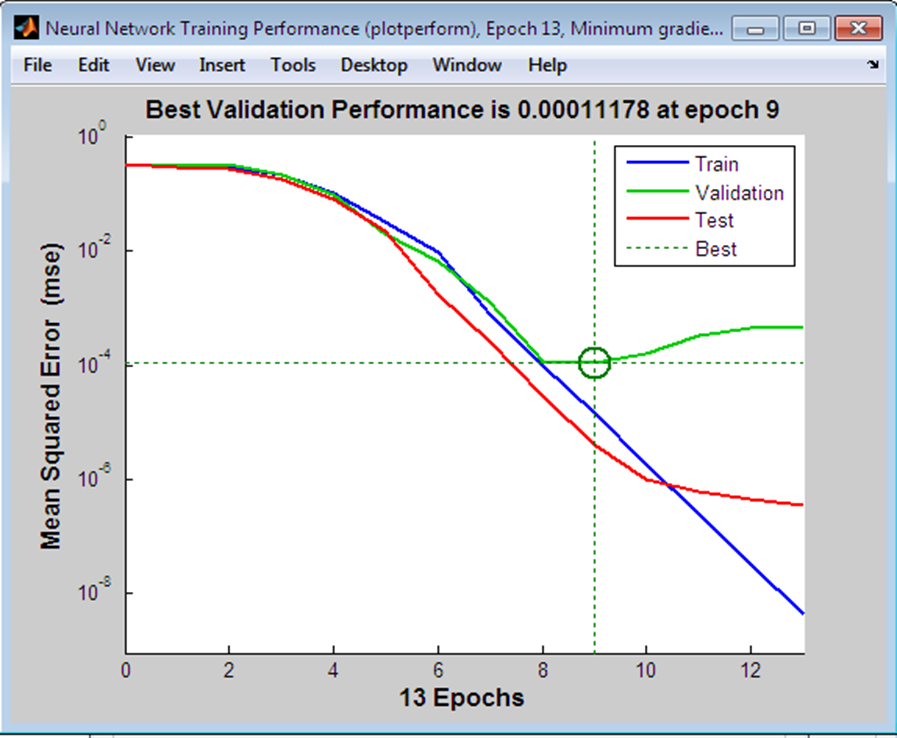 Neural Network Training Performance (plotperform), Epoch 13, Minimum gradie...
File Edit View Insert Tools Desktop Window Help
Best Validation Performance is 0.00011178 at epoch 9
10^0
10^-2
10^-4
10^-6
10^-8
Mean Squared Error (mse)
Train
Validation
Test
Best
0 2 4 6 8 10 12
13 Epochs